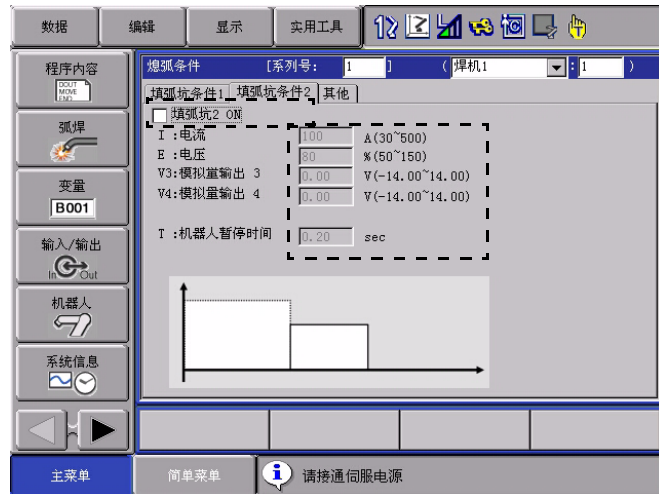 数据 编辑 显示 实用工具
程序内容
DOUT
MOVE
END
弧焊
变量
B001
输入/输出
In Out
机器人
系统信息
熄弧条件 [系列号: 1 ] (焊机1 : 1 )
填弧坑条件1 填弧坑条件2 其他
填弧坑2 ON
I :电流 100 A(30~500)
E :电压 80 %(50~150)
V3:模拟量输出 3 0.00 V(-14.00~14.00)
V4:模拟量输出 4 0.00 V(-14.00~14.00)
T :机器人暂停时间 0.20 sec
主菜单 简单菜单 请接通伺服电源